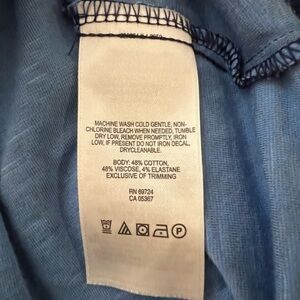 MACHINE WASH COLD GENTLE, NON-
CHLORINE BLEACH WHEN NEEDED, TUMBLE
DRY LOW, REMOVE PROMPTLY, IRON
LOW, IF PRESENT DO NOT IRON DECAL,
DRYCLEANABLE.
BODY: 48% COTTON,
48% VISCOSE, 4% ELASTANE
EXCLUSIVE OF TRIMMING
RN 69724
CA 05367
P